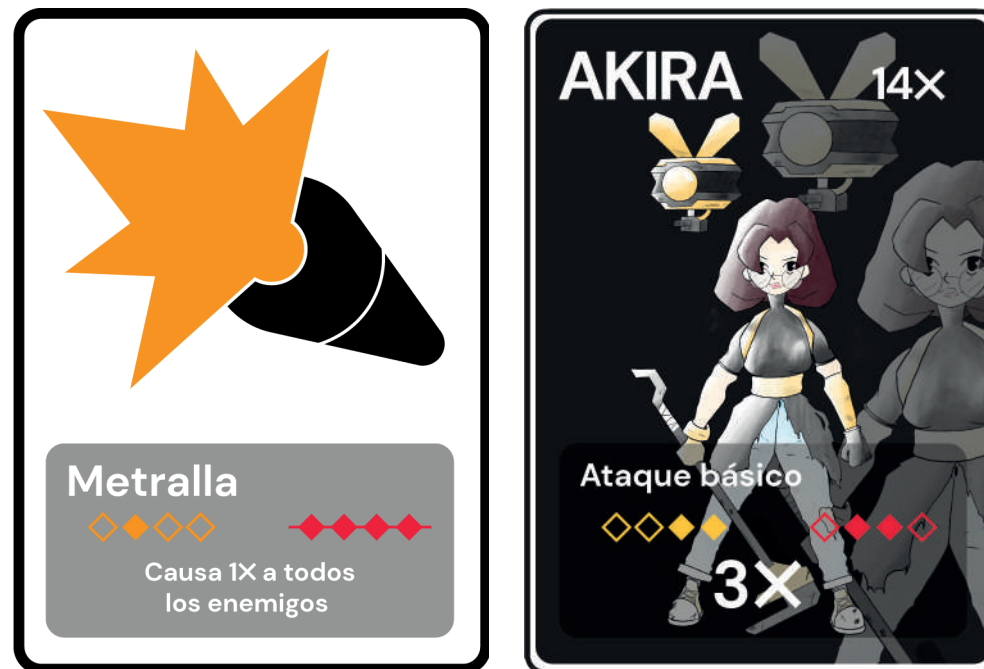 Metralla
Causa 1X a todos
los enemigos
AKIRA
14X
Ataque básico
3X